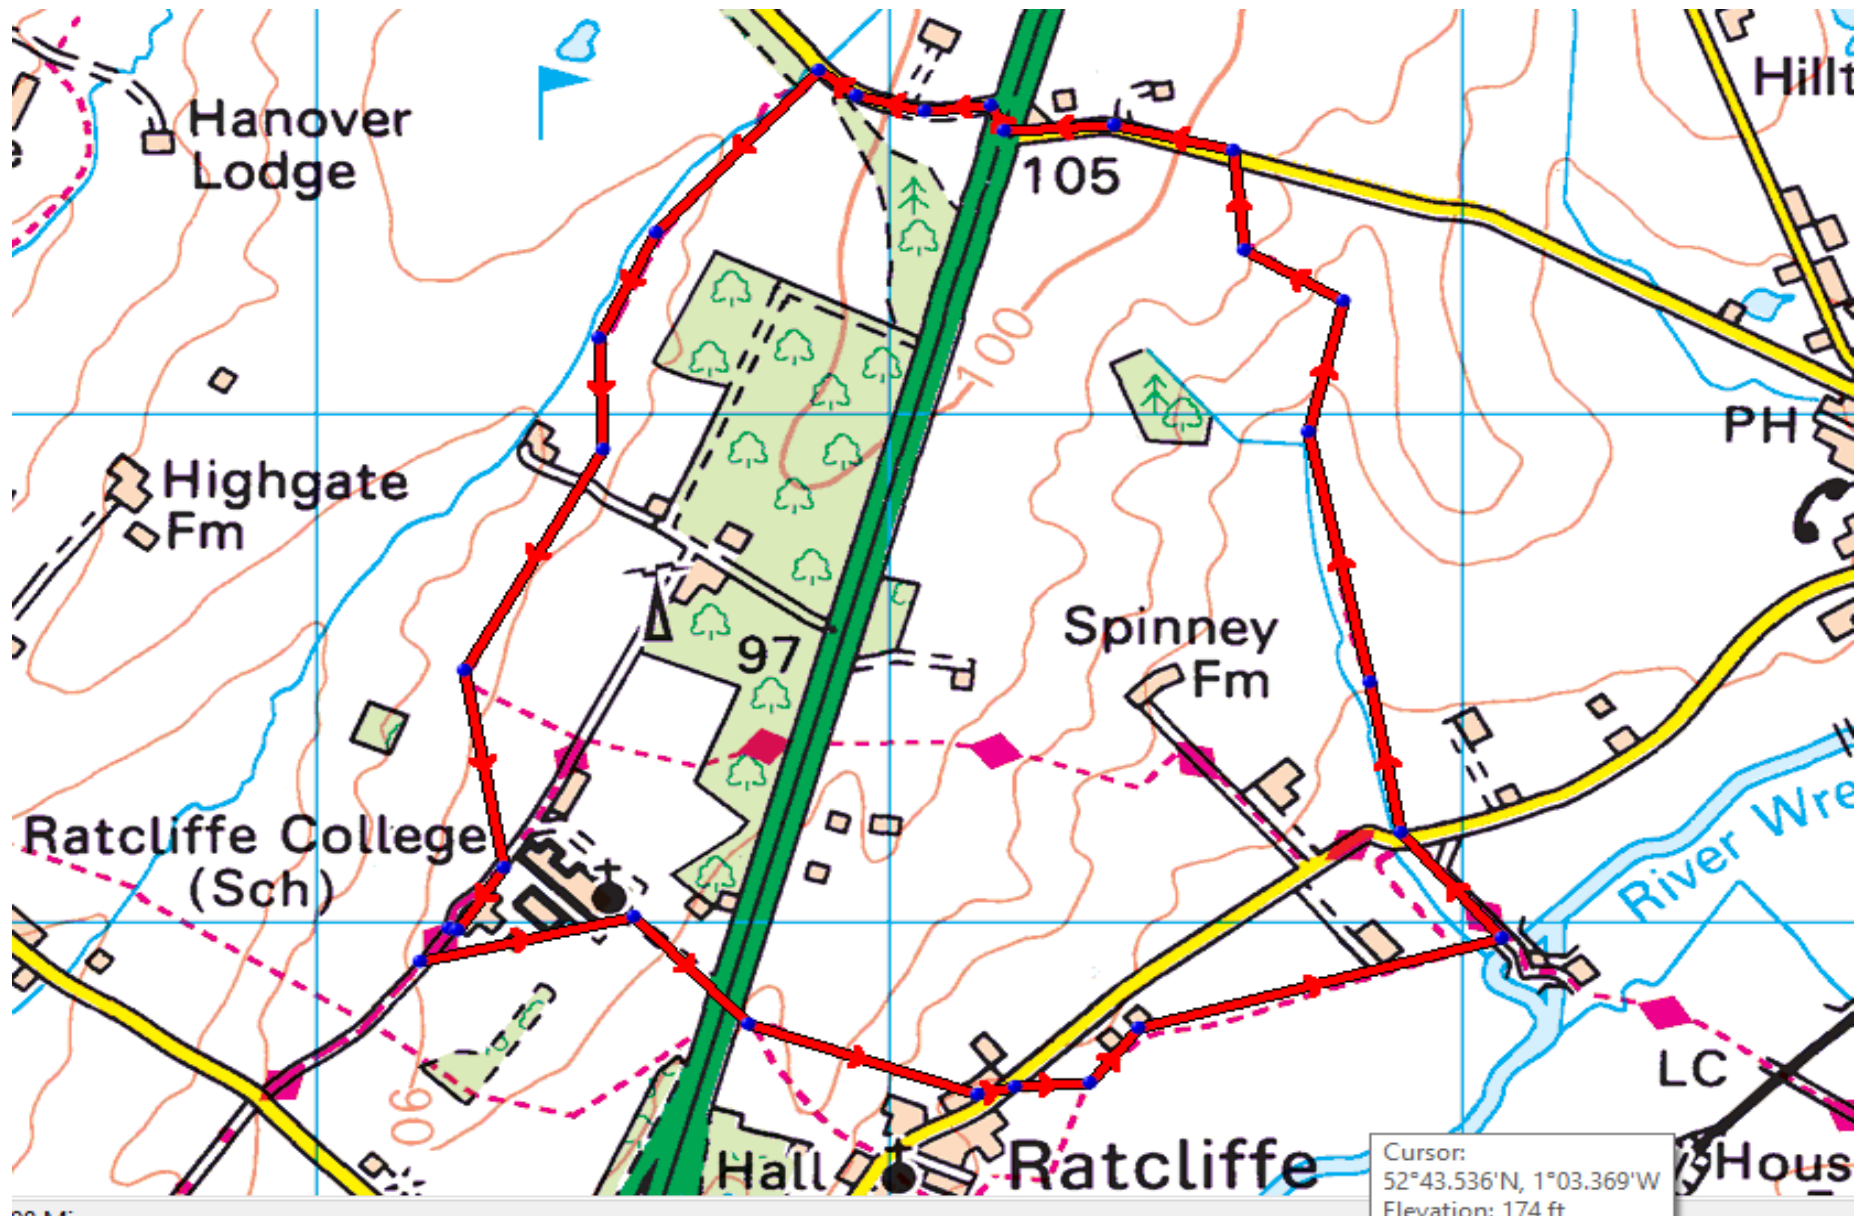 Hanover
Lodge
105
Hillt
e
100
PH
Highgate
Fm
Spinney
Fm
97
Ratcliffe College
(Sch)
River Wre
90
LC
Hall
Ratcliffe
Hous
Cursor:
52°43.536'N, 1°03.369'W
Elevation: 174 ft